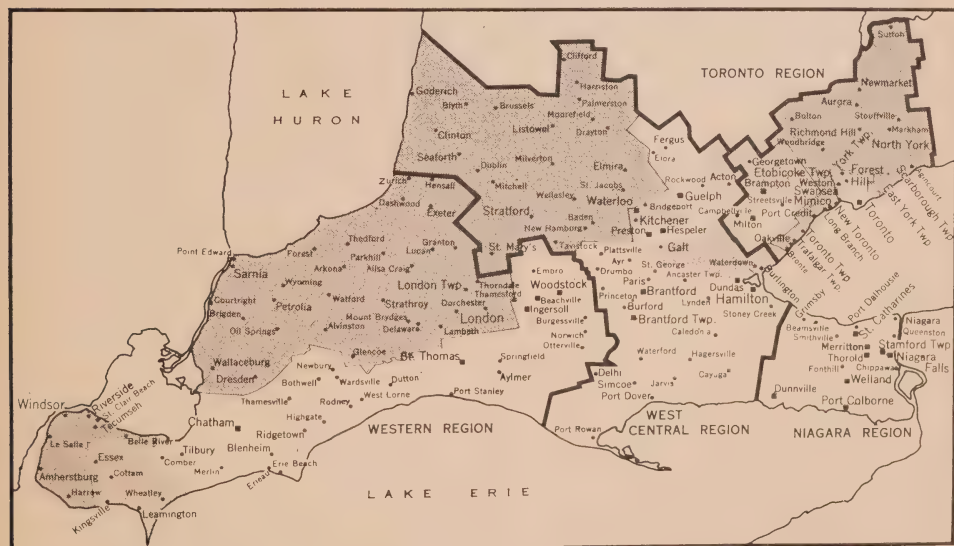 LAKE
HURON
TORONTO REGION
Sutton
Newmarket
Aurora
Bolton
Stouffville
Richmond Hill
Markham
Woodbridge
York Twp.
North York
Georgetown
Etobicoke Twp.
Forest
Hill
Agincourt
Scarborough Twp
Brampton
Weston
Swansea
East York Twp
Streetsville
Mimico
Toronto
Port Credit
New Toronto
Long Branch
Milton
Oakville
Toronto Twp
Trafalgar Twp.
Bronte
Clifford
Harriston
Palmerston
Moorefield
Drayton
Goderich
Blyth
Brussels
Listowel
Clinton
Seaforth
Dublin
Milverton
Elmira
Mitchell
Wellesley
St. Jacobs
Waterloo
Stratford
Baden
New Hamburg
St. Mary's
Tavistock
Fergus
Elora
Rockwood
Acton
Guelph
Bridgeport
Kitchener
Campbellville
Preston
Hespeler
Galt
Plattsville
Ayr
Drumbo
St. George
Waterdown
Paris
Ancaster Twp.
Dundas
Burlington
Princeton
Brantford
Hamilton
Burford
Lynden
Stoney Creek
Brantford Twp.
Caledonia
Waterford
Hagersville
Cayuga
Delhi
Simcoe
Jarvis
Port Dover
Port Rowan
WEST
CENTRAL REGION
Grimsby
Port Dalhousie
Beamsville
St. Catharines
Smithville
Niagara
Queenston
Merritton
Stamford Twp
Thorold
Niagara
Falls
Fonthill
Chippawa
Welland
Dunnville
Port Colborne
NIAGARA REGION
Zurich
Hensall
Dashwood
Exeter
Thedford
Granton
Point Edward
Forest
Parkhill
Lucan
Sarnia
Arkona
Ailsa Craig
Wyoming
London Twp
Thorndale
Thamesford
Courtright
Petrolia
Watford
Strathroy
Dorchester
Brigden
Mount Brydges
London
Oil Springs
Alvinston
Delaware
Lambeth
Wallaceburg
Glencoe
St. Thomas
Dresden
Newbury
Embro
Woodstock
Beachville
Ingersoll
Burgessville
Norwich
Otterville
Springfield
Aylmer
Bothwell
Wardsville
Dutton
Thamesville
West Lorne
Port Stanley
Rodney
Highgate
Chatham
Ridgetown
WESTERN REGION
Windsor
Riverside
St. Clair Beach
Tecumseh
La Salle
Belle River
Tilbury
Blenheim
Essex
Comber
Merlin
Erieau
Erie Beach
Amherstburg
Cottam
Harrow
Wheatley
Kingsville
Leamington
LAKE ERIE